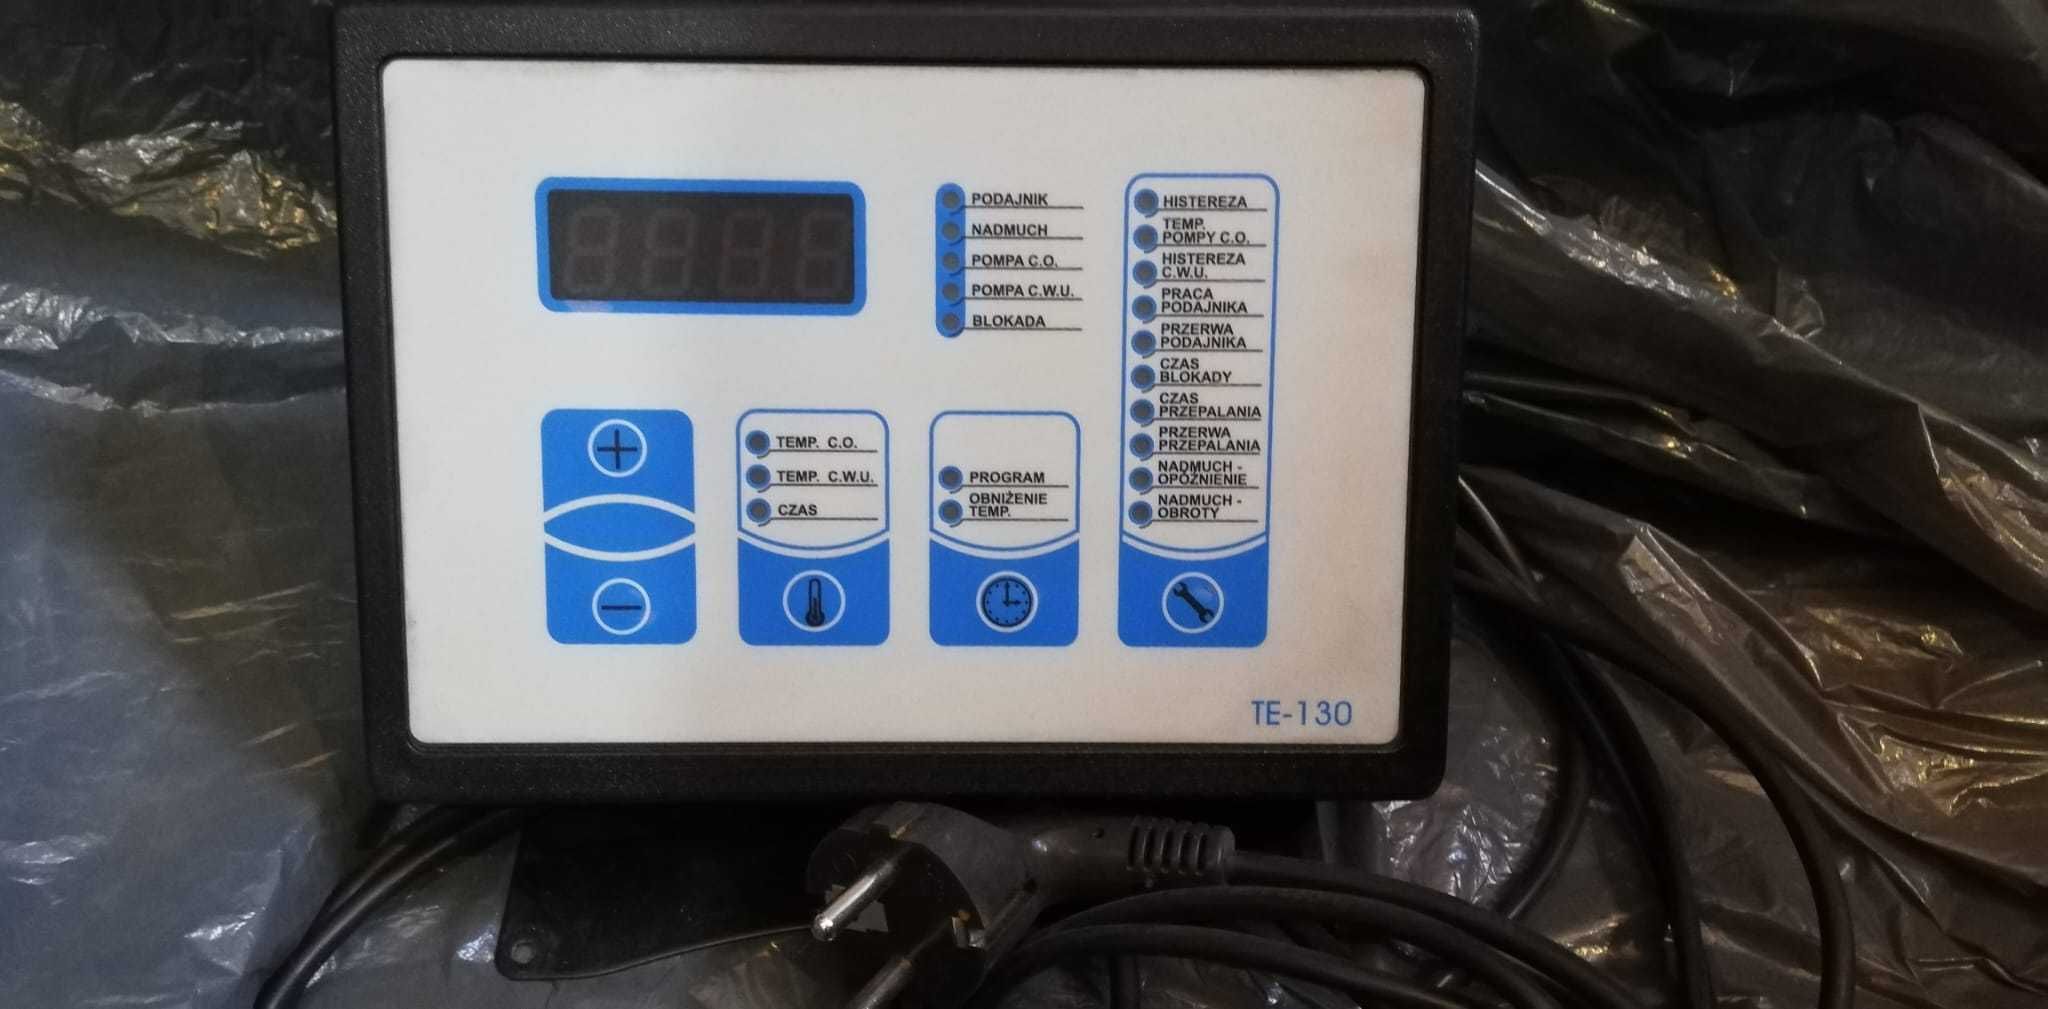 PODAJNIK
NADMUCH
POMPA C.O.
POMPA C.W.U.
BLOKADA
HISTEREZA
TEMP.
POMPY C.O.
HISTEREZA
C.W.U.
PRACA
PODAJNIKA
PRZERWA
PODAJNIKA
CZAS
BLOKADY
CZAS
PRZEPALANIA
PRZERWA
PRZEPALANIA
NADMUCH -
OPÓŹNIENIE
NADMUCH -
OBROTY
TEMP. C.O.
TEMP. C.W.U.
CZAS
PROGRAM
OBNIŻENIE
TEMP.
TE-130